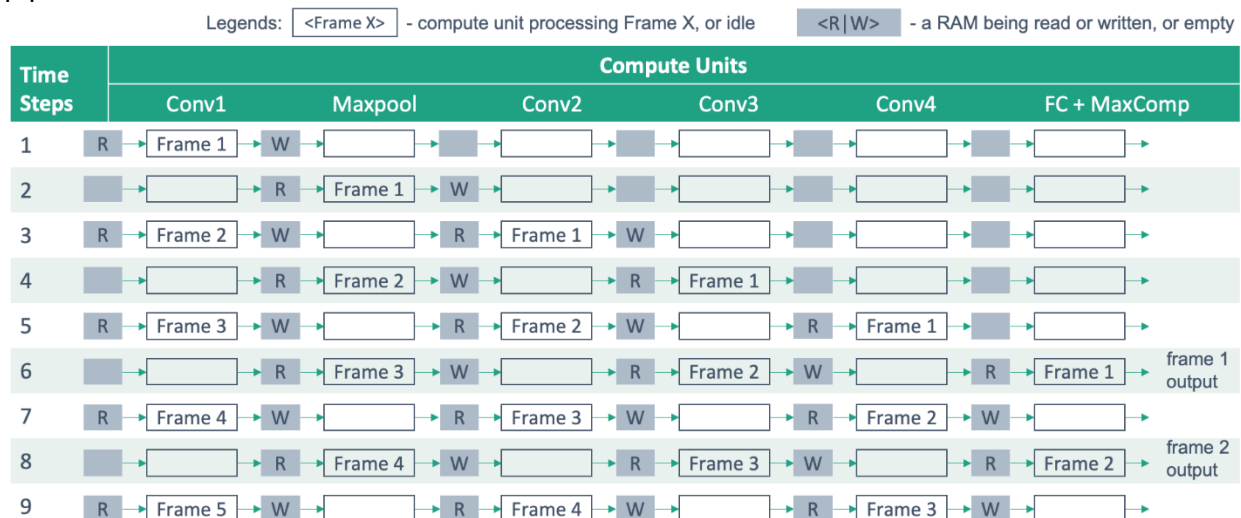 Legends: <Frame X> - compute unit processing Frame X, or idle <R|W> - a RAM being read or written, or empty
Time Steps Compute Units
Conv1 Maxpool Conv2 Conv3 Conv4 FC + MaxComp
1 R Frame 1 W
2 R Frame 1 W
3 R Frame 2 W R Frame 1 W
4 R Frame 2 W R Frame 1
5 R Frame 3 W R Frame 2 W R Frame 1
6 R Frame 3 W R Frame 2 W R Frame 1 frame 1 output
7 R Frame 4 W R Frame 3 W R Frame 2 W
8 R Frame 4 W R Frame 3 W R Frame 2 frame 2 output
9 R Frame 5 W R Frame 4 W R Frame 3 W